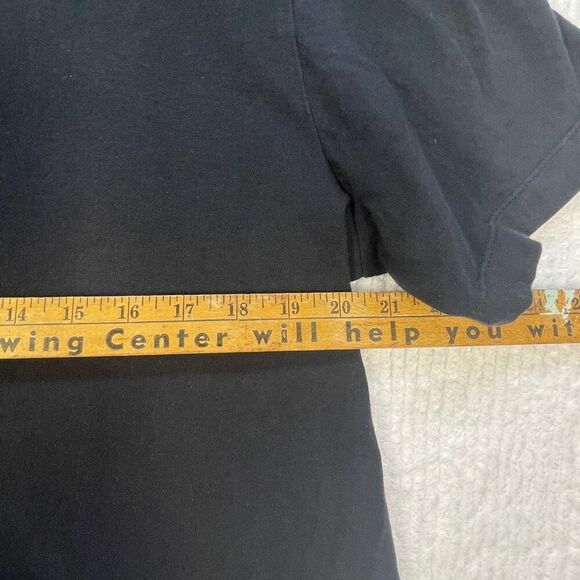 14 15 16 17 18 19 20 21
wing Center will help you wit